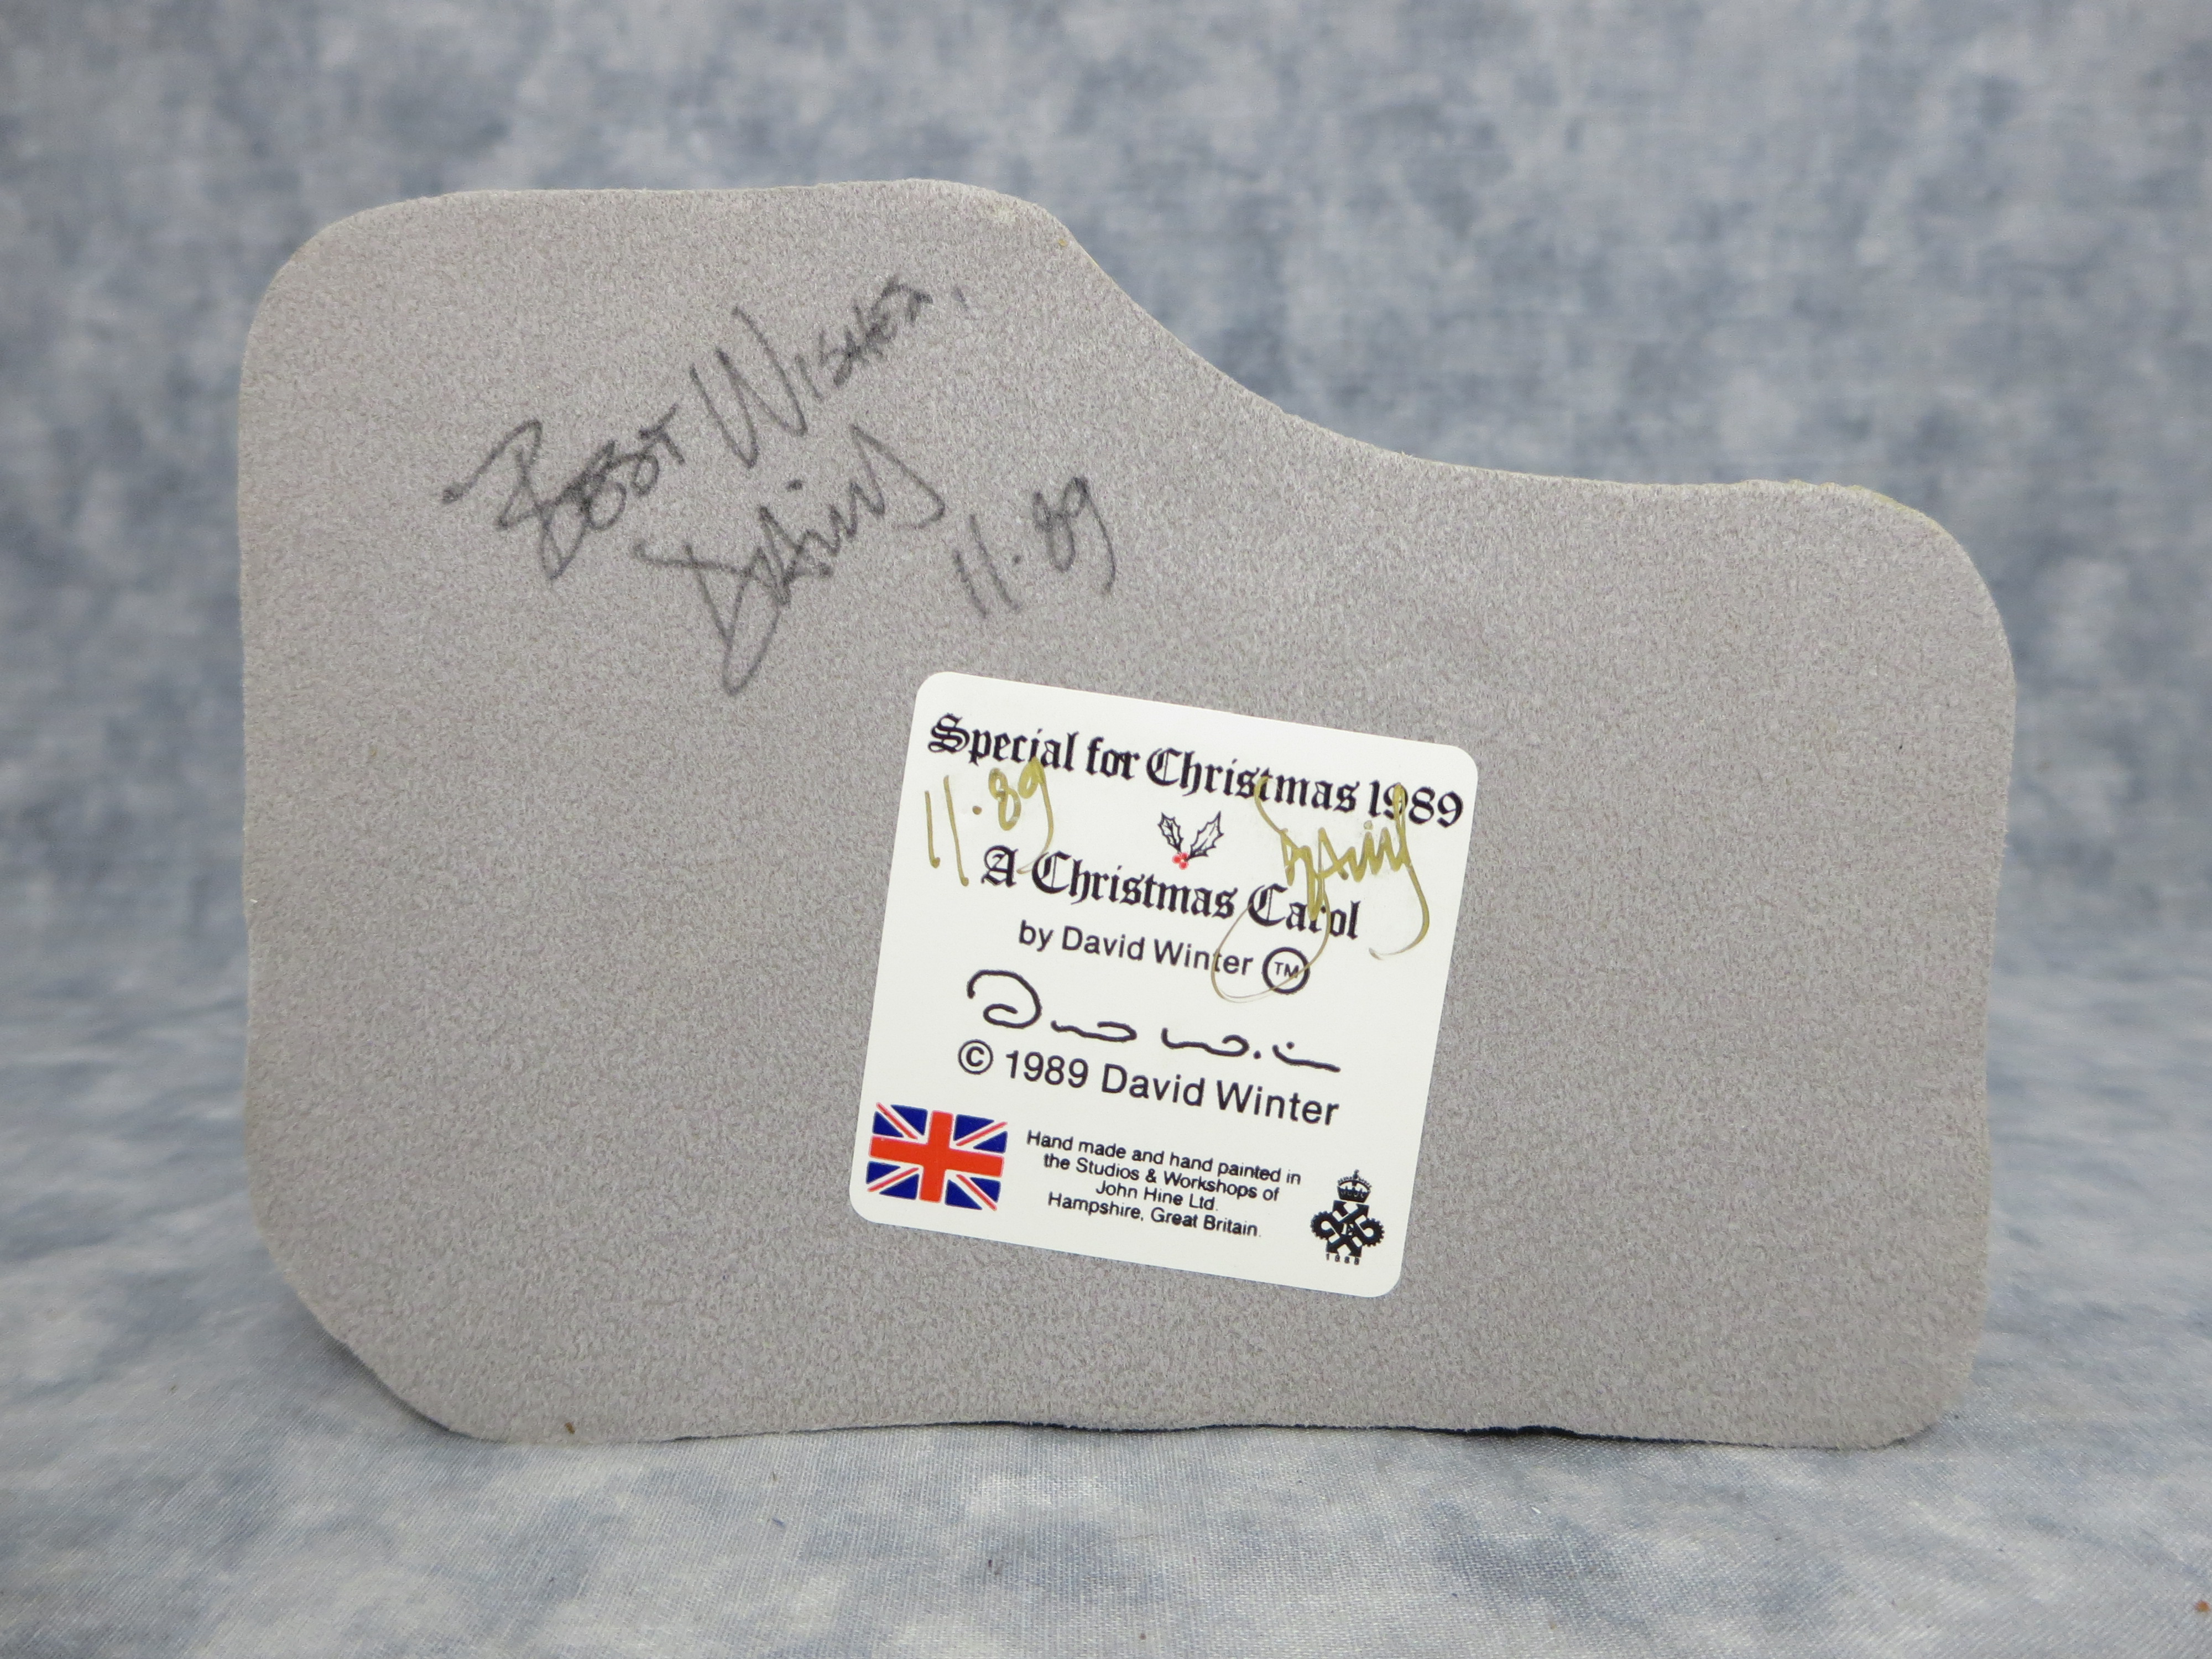 Best Wishes,
11.89
Special for Christmas 1989
11.89
A Christmas Carol
by David Winter TM
© 1989 David Winter
Hand made and hand painted in
the Studios & Workshops of
John Hine Ltd.
Hampshire, Great Britain.